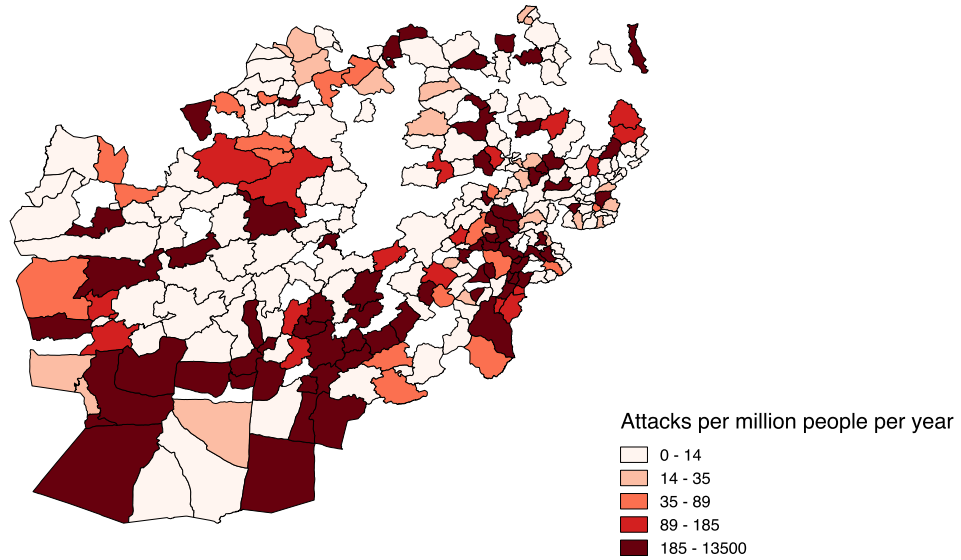 Attacks per million people per year
0 - 14
14 - 35
35 - 89
89 - 185
185 - 13500